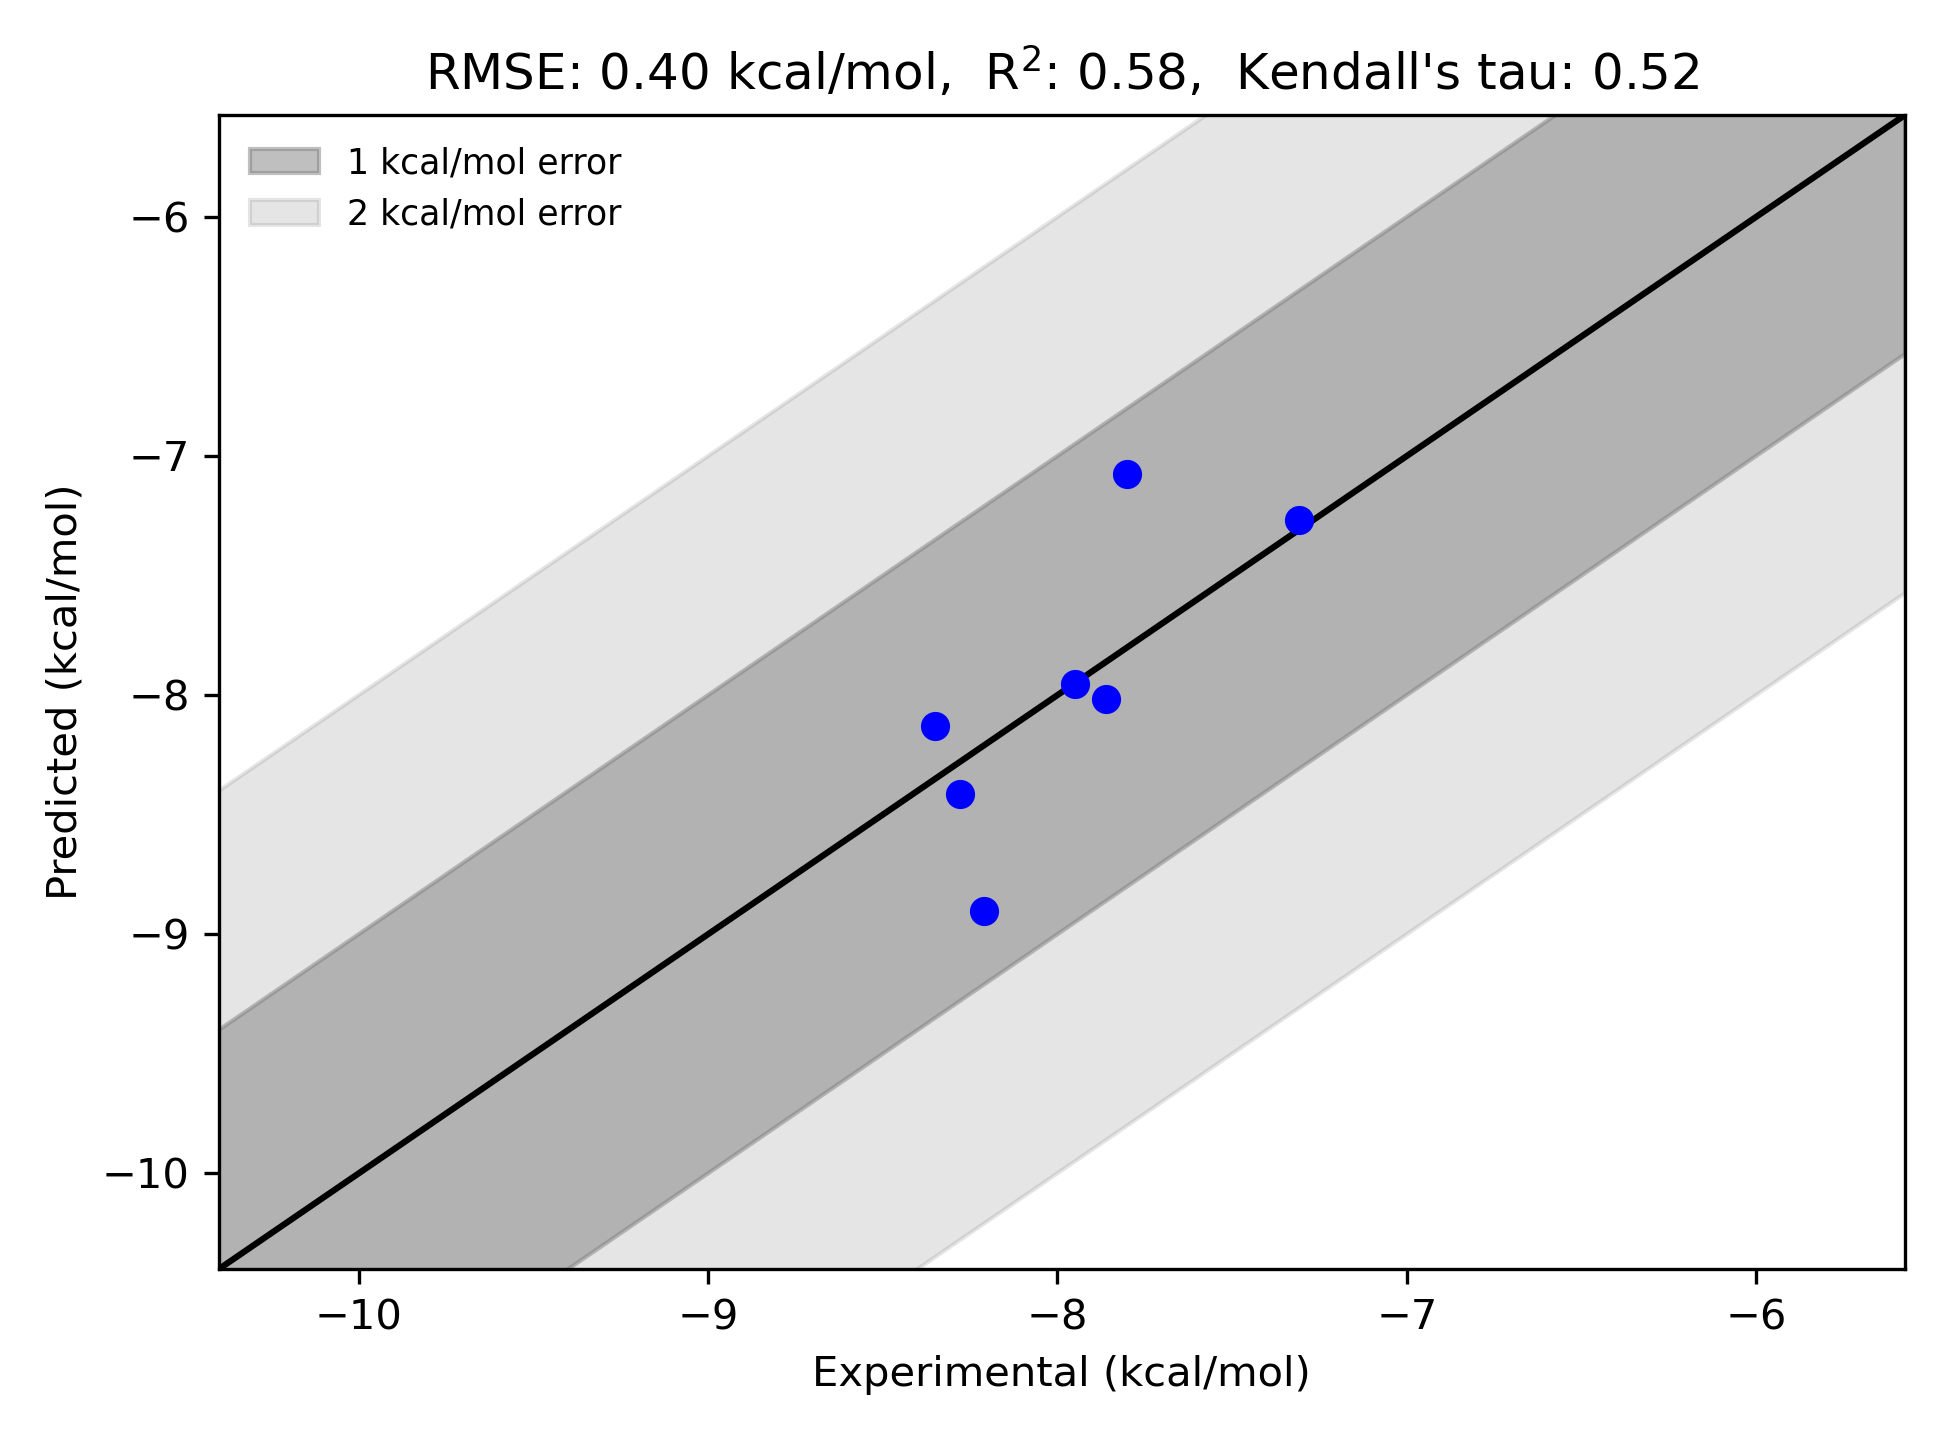 RMSE: 0.40 kcal/mol,  R²: 0.58,  Kendall's tau: 0.52
1 kcal/mol error
2 kcal/mol error
−6
−7
−8
−9
−10
Predicted (kcal/mol)
−10
−9
−8
−7
−6
Experimental (kcal/mol)